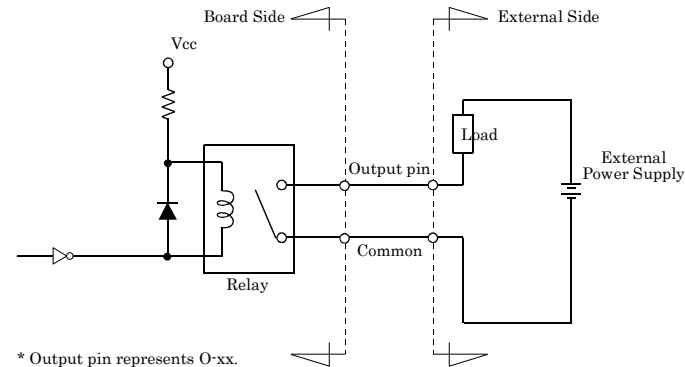 Board Side
External Side
Vcc
Load
Output pin
External
Power Supply
Common
Relay
* Output pin represents O-xx.